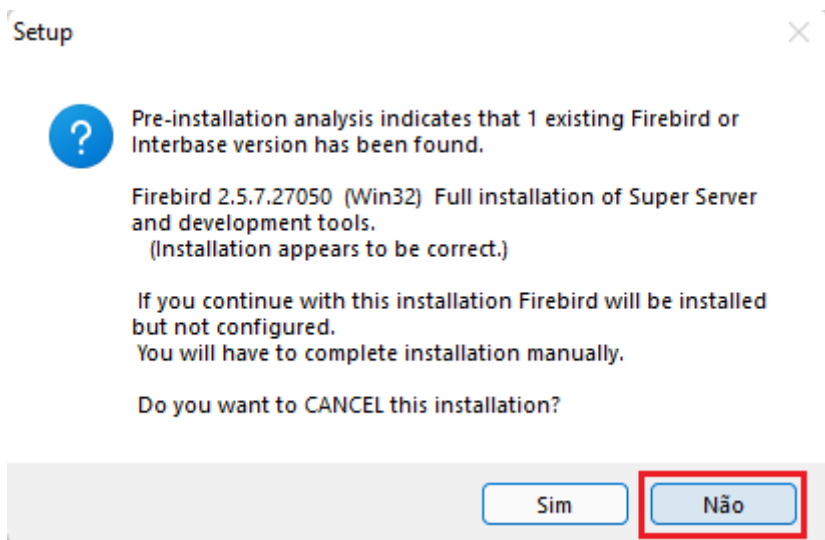 Setup
Pre-installation analysis indicates that 1 existing Firebird or
Interbase version has been found.
Firebird 2.5.7.27050 (Win32) Full installation of Super Server
and development tools.
(Installation appears to be correct.)
If you continue with this installation Firebird will be installed
but not configured.
You will have to complete installation manually.
Do you want to CANCEL this installation?
Sim
Não